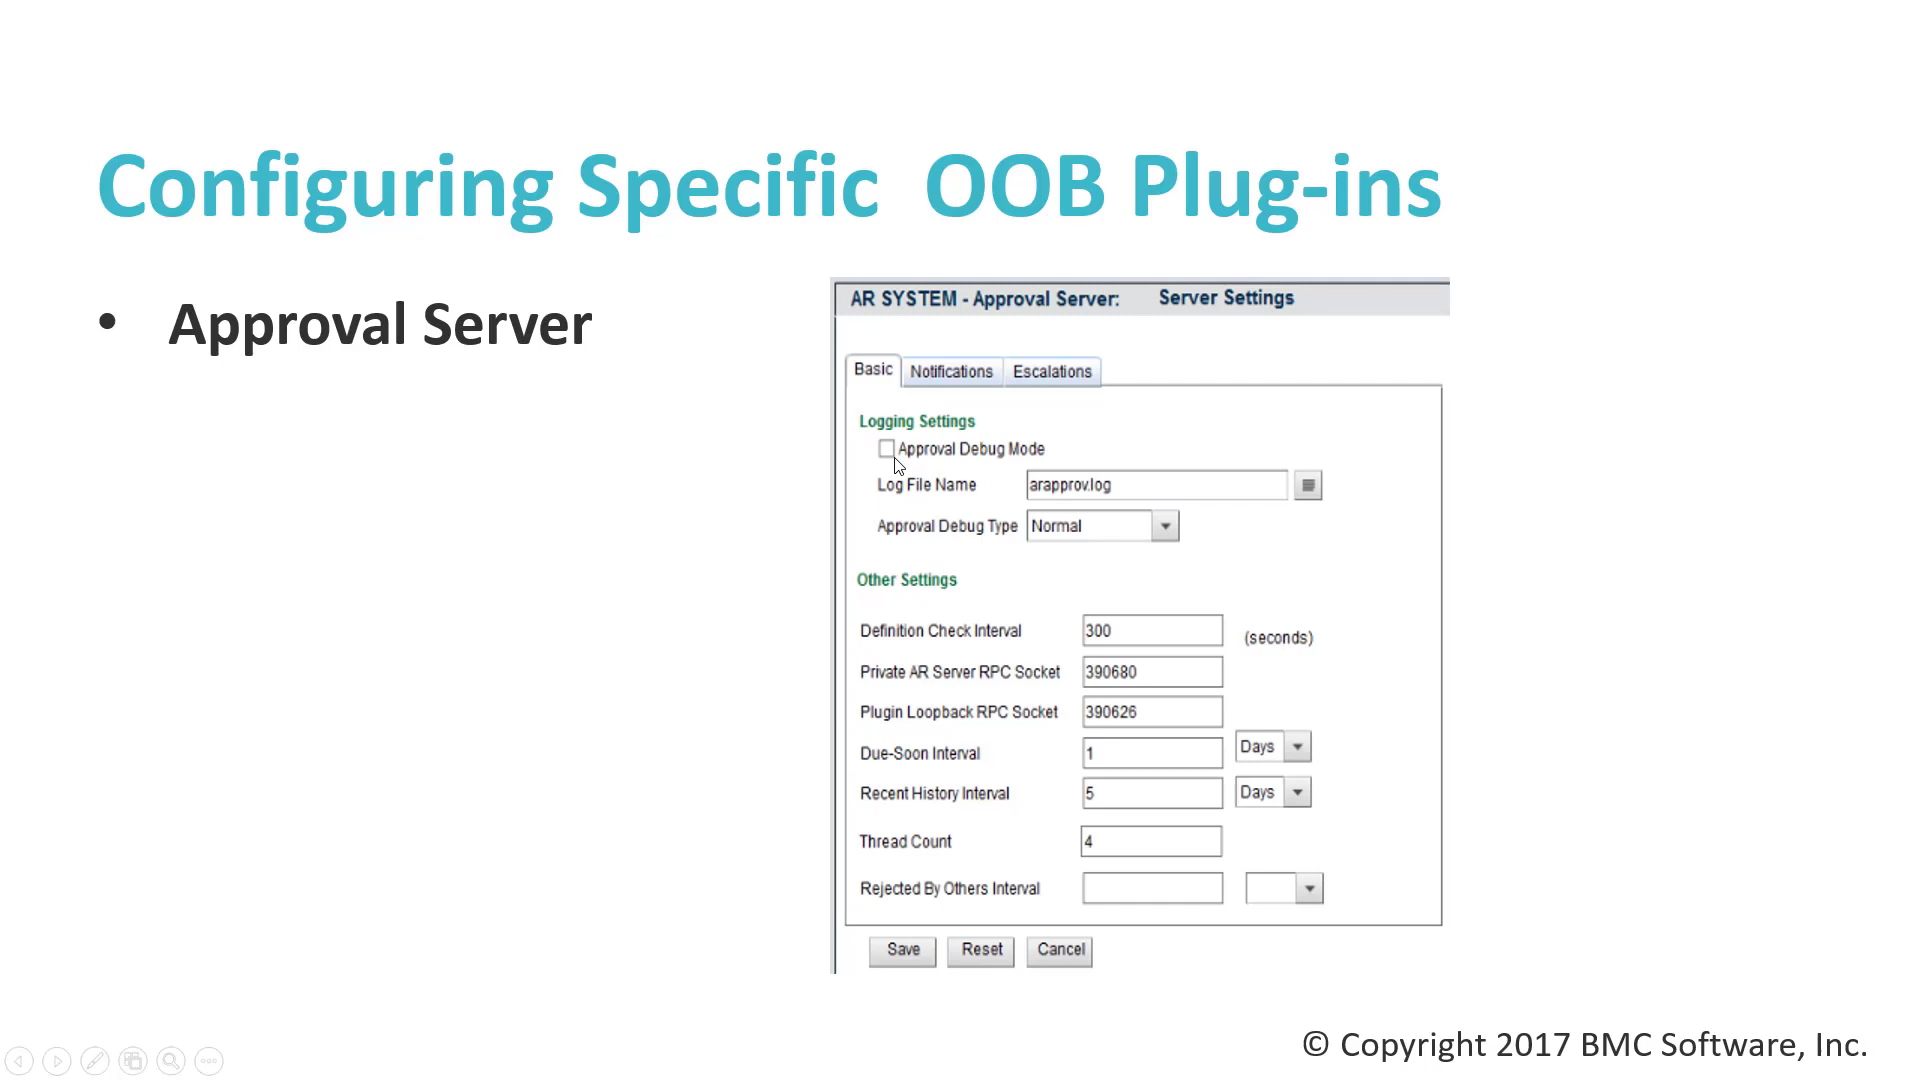 Configuring Specific  OOB Plug-ins
• Approval Server
AR SYSTEM - Approval Server: Server Settings
Basic Notifications Escalations
Logging Settings
Approval Debug Mode
Log File Name arapprov.log
Approval Debug Type Normal
Other Settings
Definition Check Interval 300 (seconds)
Private AR Server RPC Socket 390680
Plugin Loopback RPC Socket 390626
Due-Soon Interval 1 Days
Recent History Interval 5 Days
Thread Count 4
Rejected By Others Interval
Save Reset Cancel
© Copyright 2017 BMC Software, Inc.